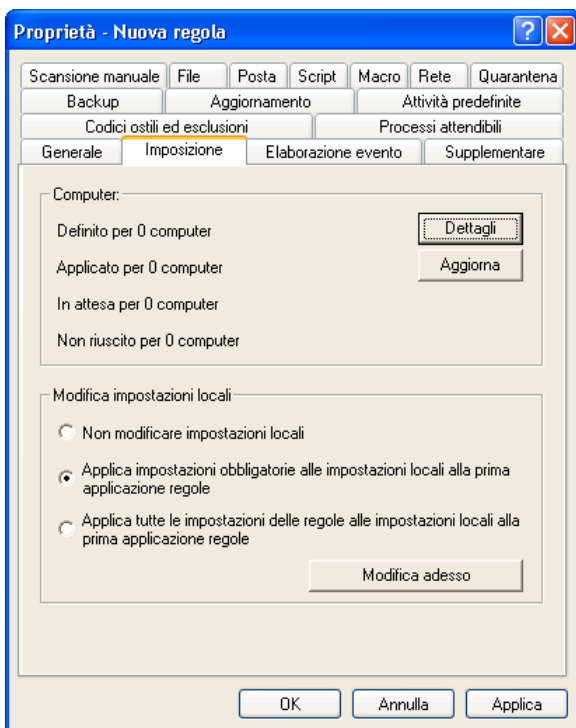 Proprietà - Nuova regola
Scansione manuale File Posta Script Macro Rete Quarantena
Backup Aggiornamento Attività predefinite
Codici ostili ed esclusioni Processi attendibili
Generale Imposizione Elaborazione evento Supplementare
Computer:
Definito per 0 computer Dettagli
Applicato per 0 computer Aggiorna
In attesa per 0 computer
Non riuscito per 0 computer
Modifica impostazioni locali
Non modificare impostazioni locali
Applica impostazioni obbligatorie alle impostazioni locali alla prima
applicazione regole
Applica tutte le impostazioni delle regole alle impostazioni locali alla
prima applicazione regole
Modifica adesso
OK Annulla Applica